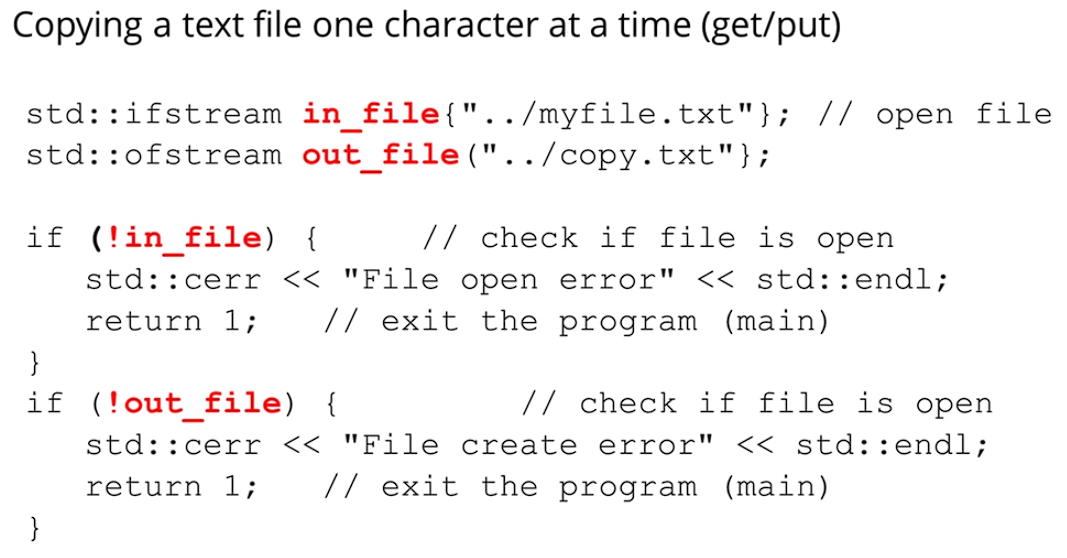 Copying a text file one character at a time (get/put)
std::ifstream in_file{"../myfile.txt"}; // open file
std::ofstream out_file("../copy.txt"};
if (!in_file) { // check if file is open
std::cerr << "File open error" << std::endl;
return 1; // exit the program (main)
}
if (!out_file) { // check if file is open
std::cerr << "File create error" << std::endl;
return 1; // exit the program (main)
}